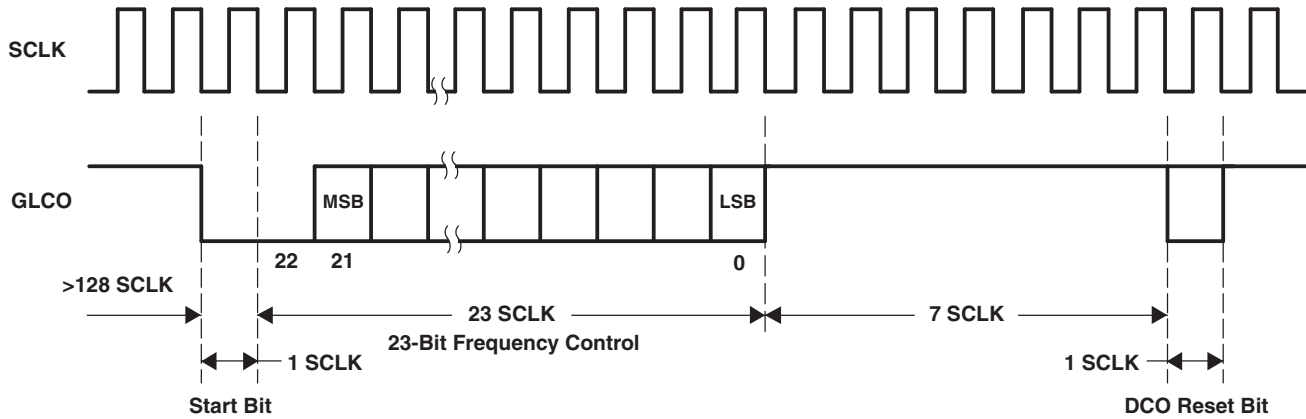 SCLK
GLCO
MSB
LSB
22
21
0
>128 SCLK
23 SCLK
7 SCLK
23-Bit Frequency Control
1 SCLK
1 SCLK
Start Bit
DCO Reset Bit